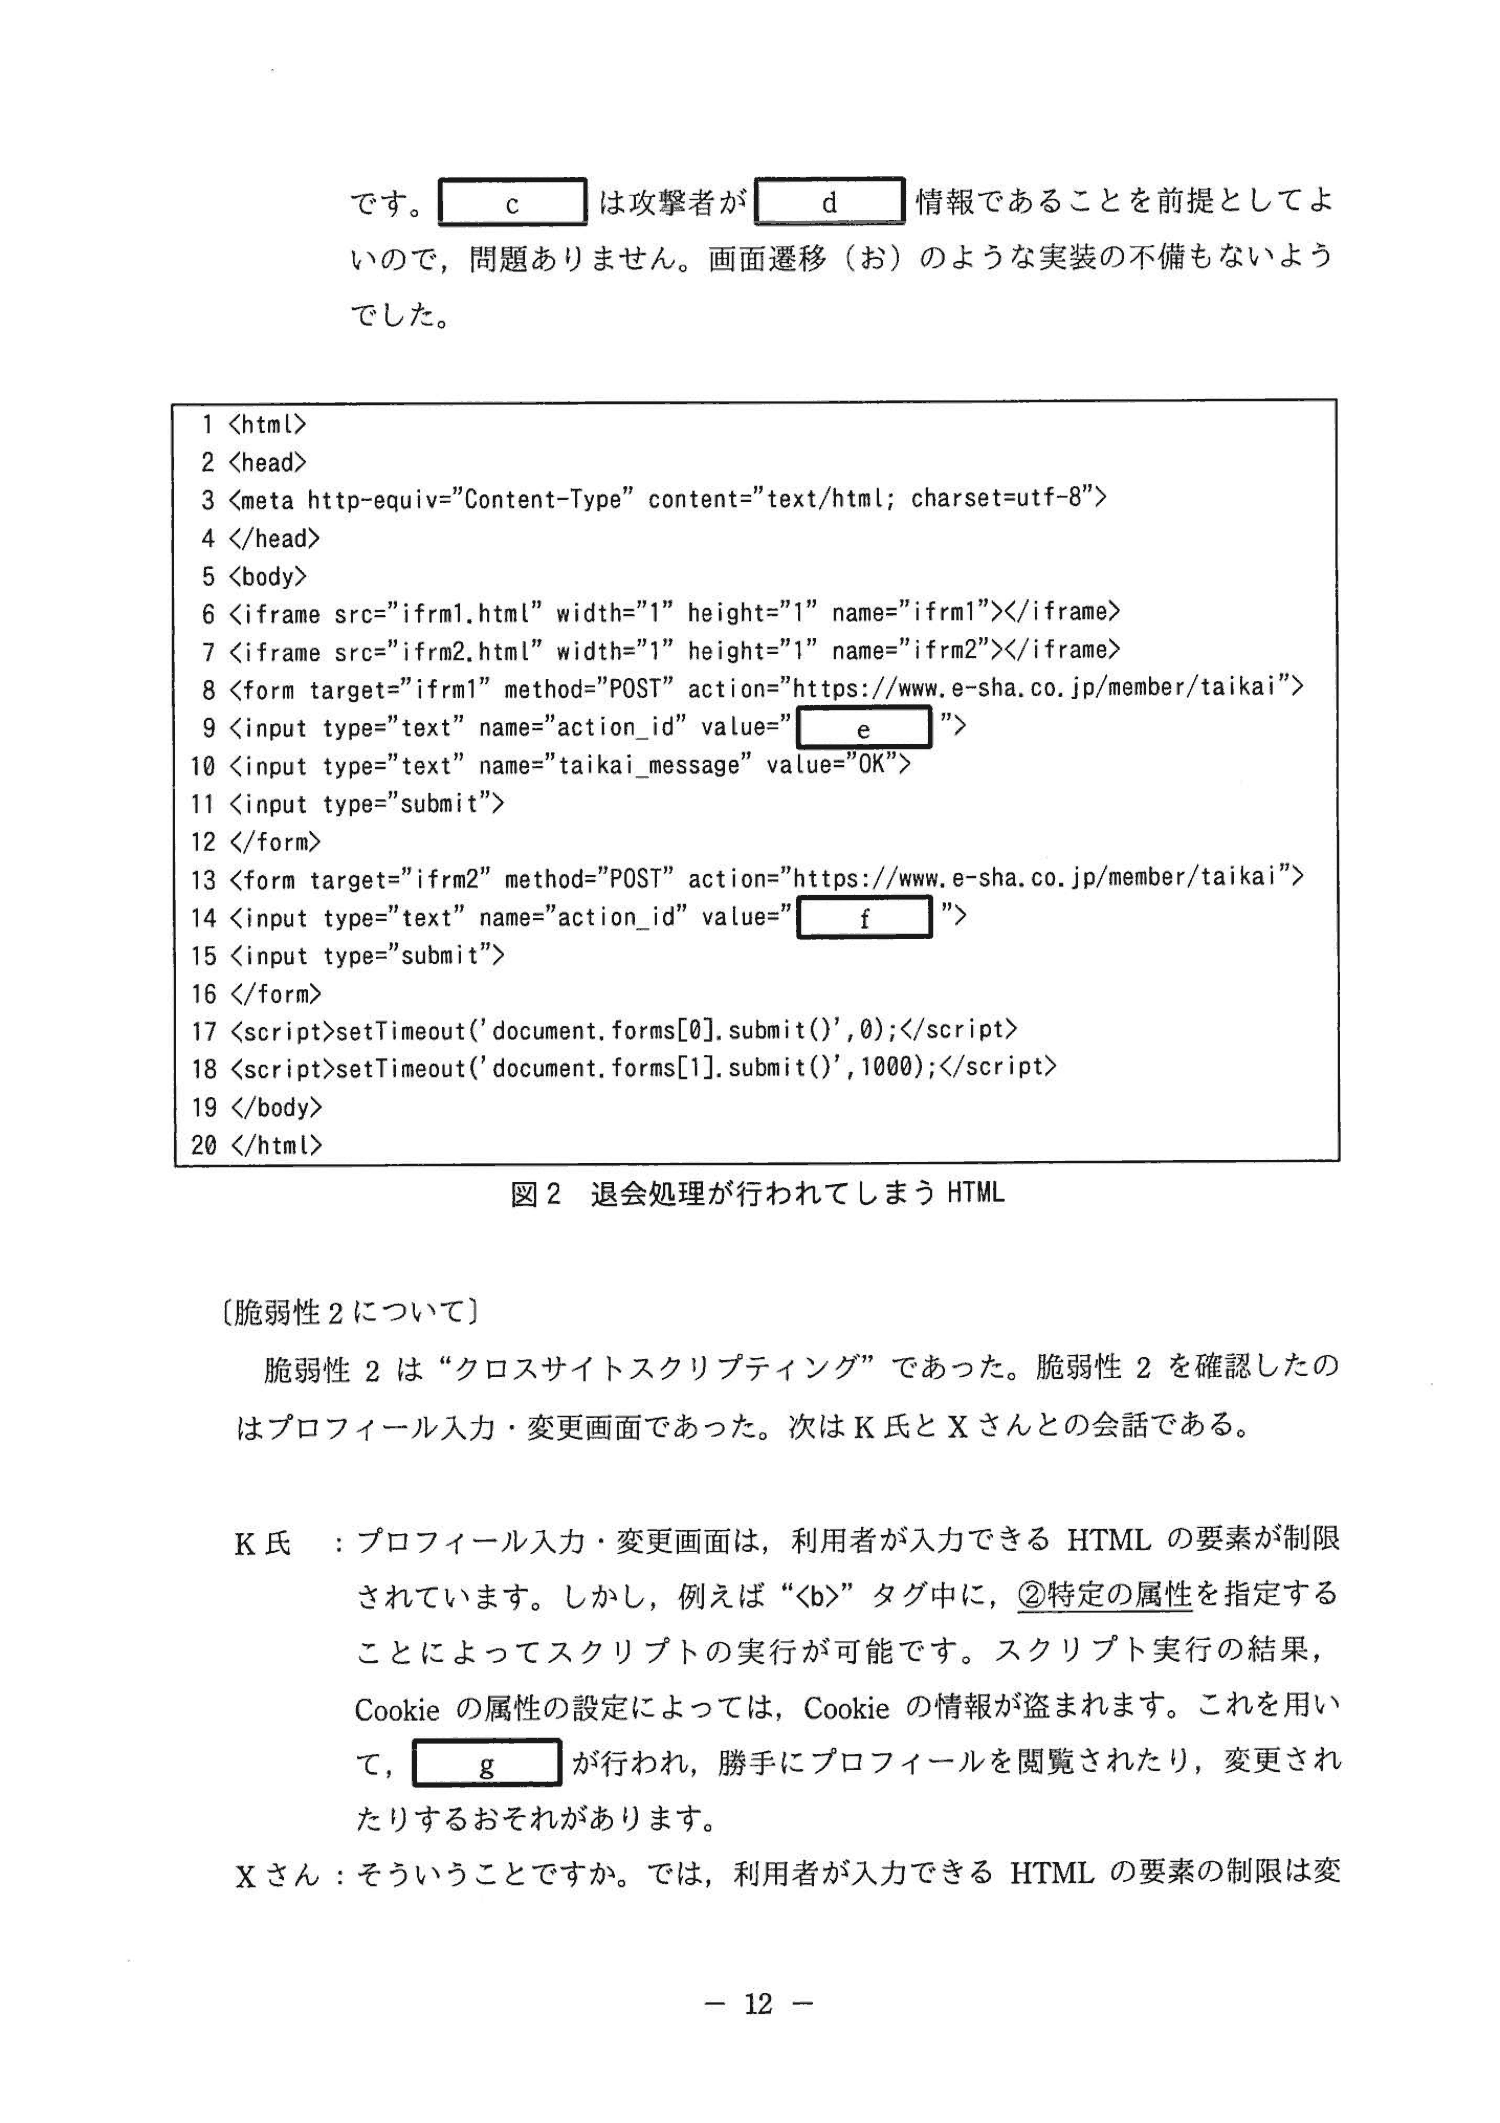 です。 c は攻撃者が d 情報であることを前提としてよ
いので，問題ありません。画面遷移（お）のような実装の不備もないよう
でした。
1 <html>
2 <head>
3 <meta http-equiv="Content-Type" content="text/html; charset=utf-8">
4 </head>
5 <body>
6 <iframe src="ifrm1.html" width="1" height="1" name="ifrm1"></iframe>
7 <iframe src="ifrm2.html" width="1" height="1" name="ifrm2"></iframe>
8 <form target="ifrm1" method="POST" action="https://www.e-sha.co.jp/member/taikai">
9 <input type="text" name="action_id" value=" e ">
10 <input type="text" name="taikai_message" value="OK">
11 <input type="submit">
12 </form>
13 <form target="ifrm2" method="POST" action="https://www.e-sha.co.jp/member/taikai">
14 <input type="text" name="action_id" value=" f ">
15 <input type="submit">
16 </form>
17 <script>setTimeout('document.forms[0].submit()',0);</script>
18 <script>setTimeout('document.forms[1].submit()',1000);</script>
19 </body>
20 </html>
図2 退会処理が行われてしまう HTML
〔脆弱性2について〕
脆弱性 2 は“クロスサイトスクリプティング”であった。脆弱性 2 を確認したの
はプロフィール入力・変更画面であった。次はK氏とXさんとの会話である。
K氏 ：プロフィール入力・変更画面は，利用者が入力できる HTML の要素が制限
されています。しかし，例えば“<b>”タグ中に，②特定の属性を指定する
ことによってスクリプトの実行が可能です。スクリプト実行の結果，
Cookie の属性の設定によっては，Cookie の情報が盗まれます。これを用い
て， g が行われ，勝手にプロフィールを閲覧されたり，変更され
たりするおそれがあります。
Xさん：そういうことですか。では，利用者が入力できる HTML の要素の制限は変
－ 12 －